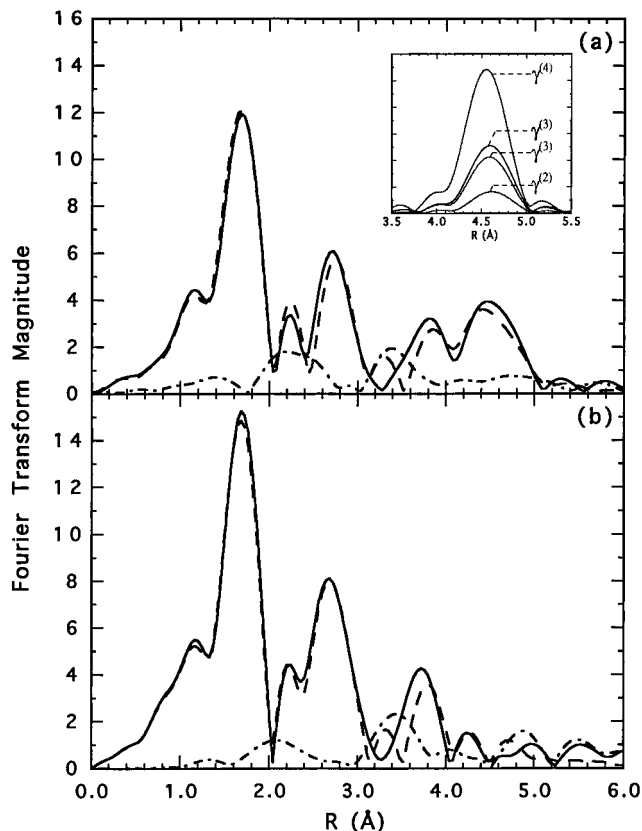 16
(a)
14
γ(4)
12
γ(3)
10
γ(3)
γ(2)
8
3.5 4.0 4.5 5.0 5.5
R (Å)
6
4
2
0
Fourier Transform Magnitude
(b)
14
12
10
8
6
4
2
0
0.0 1.0 2.0 3.0 4.0 5.0 6.0
R (Å)